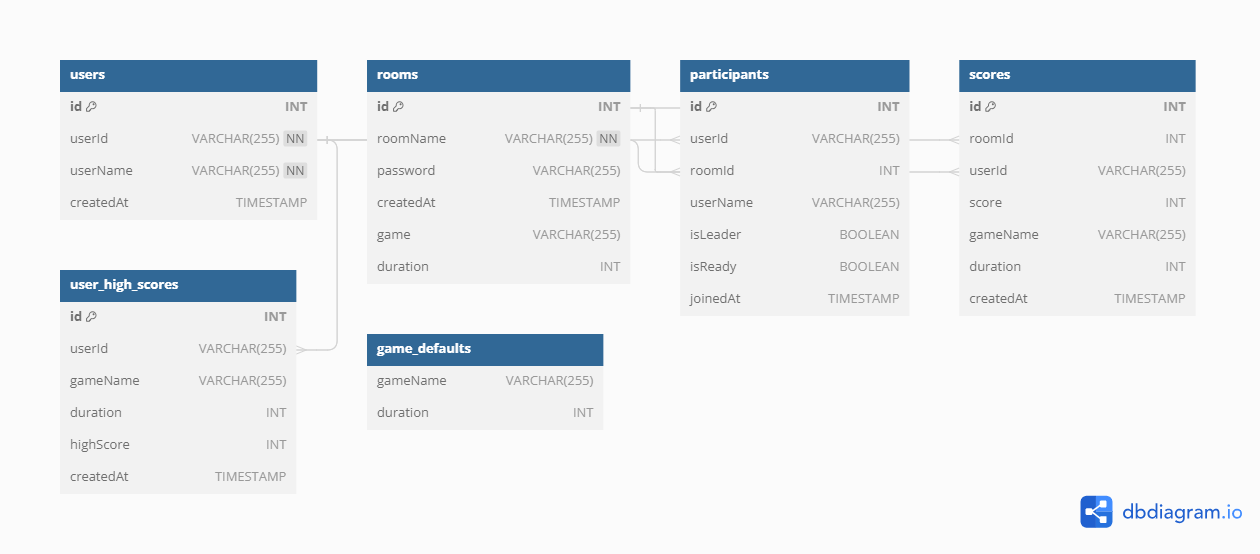 users
id INT
userId VARCHAR(255) NN
userName VARCHAR(255) NN
createdAt TIMESTAMP
rooms
id INT
roomName VARCHAR(255) NN
password VARCHAR(255)
createdAt TIMESTAMP
game VARCHAR(255)
duration INT
participants
id INT
userId VARCHAR(255)
roomId INT
userName VARCHAR(255)
isLeader BOOLEAN
isReady BOOLEAN
joinedAt TIMESTAMP
scores
id INT
roomId INT
userId VARCHAR(255)
score INT
gameName VARCHAR(255)
duration INT
createdAt TIMESTAMP
user_high_scores
id INT
userId VARCHAR(255)
gameName VARCHAR(255)
duration INT
highScore INT
createdAt TIMESTAMP
game_defaults
gameName VARCHAR(255)
duration INT
dbdiagram.io